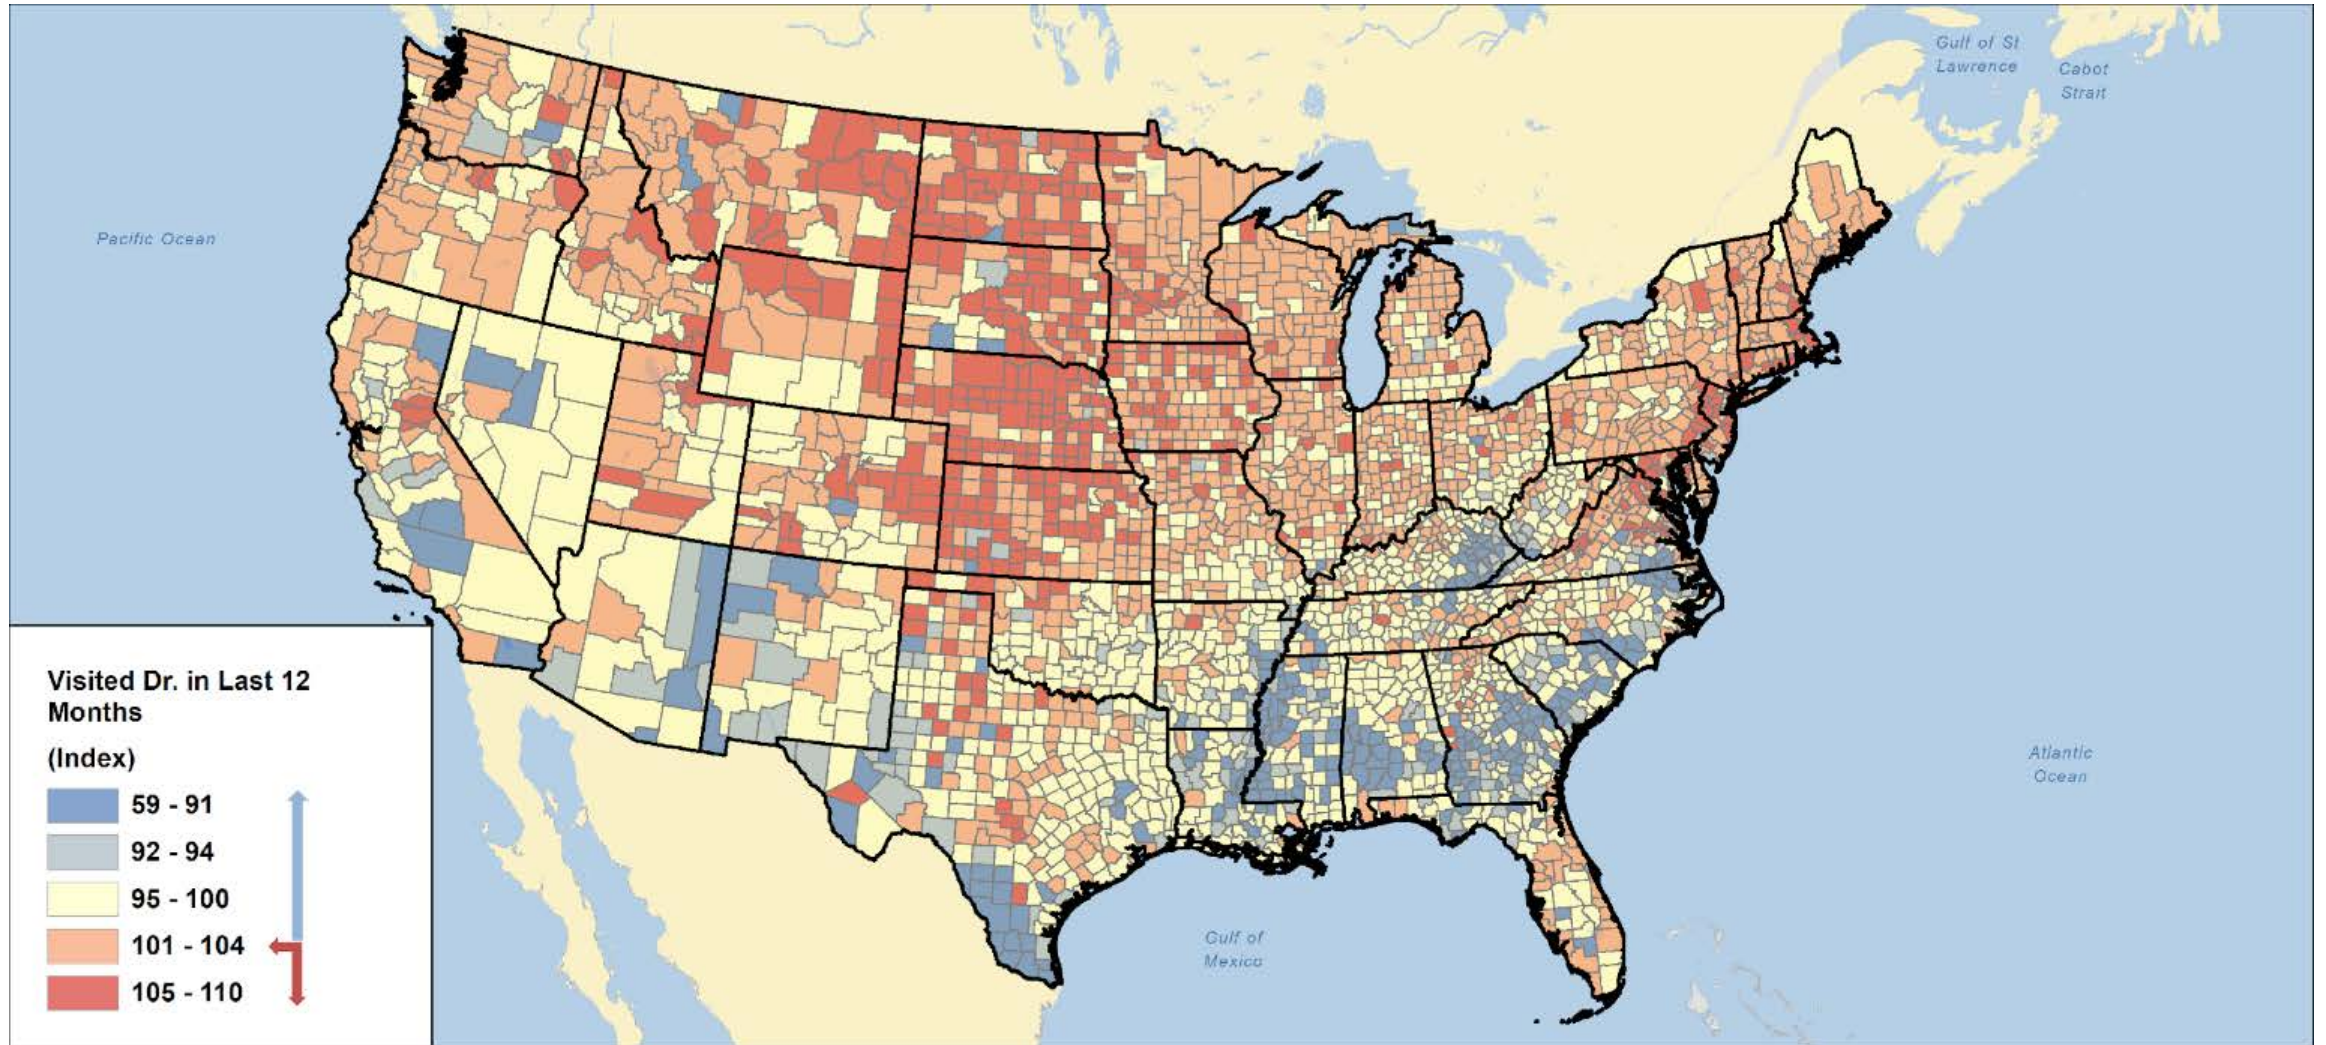 Gulf of St
Lawrence
Cabot
Strait
Pacific Ocean
Atlantic
Ocean
Gulf of
Mexico
Visited Dr. in Last 12
Months
(Index)
59 - 91
92 - 94
95 - 100
101 - 104
105 - 110